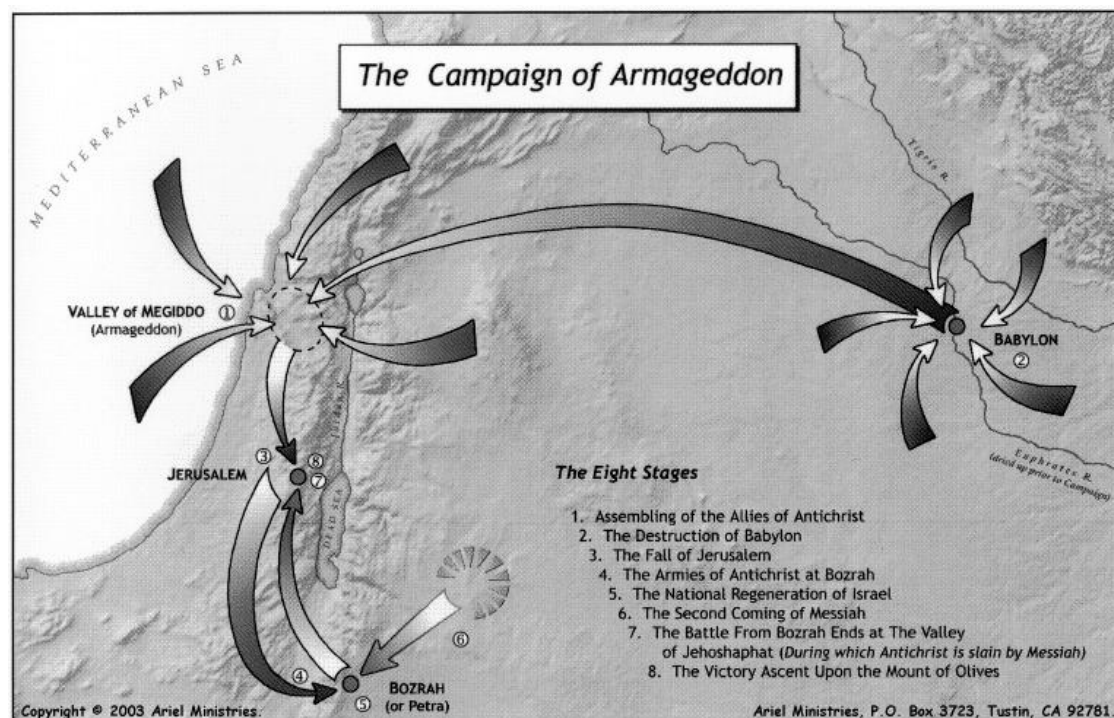 The Campaign of Armageddon
MEDITERRANEAN SEA
Tigris R.
VALLEY of MEGIDDO ①
(Armageddon)
BABYLON
②
Jordan R.
Euphrates R.
(dried up prior to Campaign)
JERUSALEM
③
⑧
⑦
DEAD SEA
The Eight Stages
1. Assembling of the Allies of Antichrist
2. The Destruction of Babylon
3. The Fall of Jerusalem
4. The Armies of Antichrist at Bozrah
5. The National Regeneration of Israel
6. The Second Coming of Messiah
7. The Battle From Bozrah Ends at The Valley
of Jehoshaphat (During which Antichrist is slain by Messiah)
8. The Victory Ascent Upon the Mount of Olives
⑥
④
⑤
BOZRAH
(or Petra)
Copyright © 2003 Ariel Ministries.
Ariel Ministries, P.O. Box 3723, Tustin, CA 92781